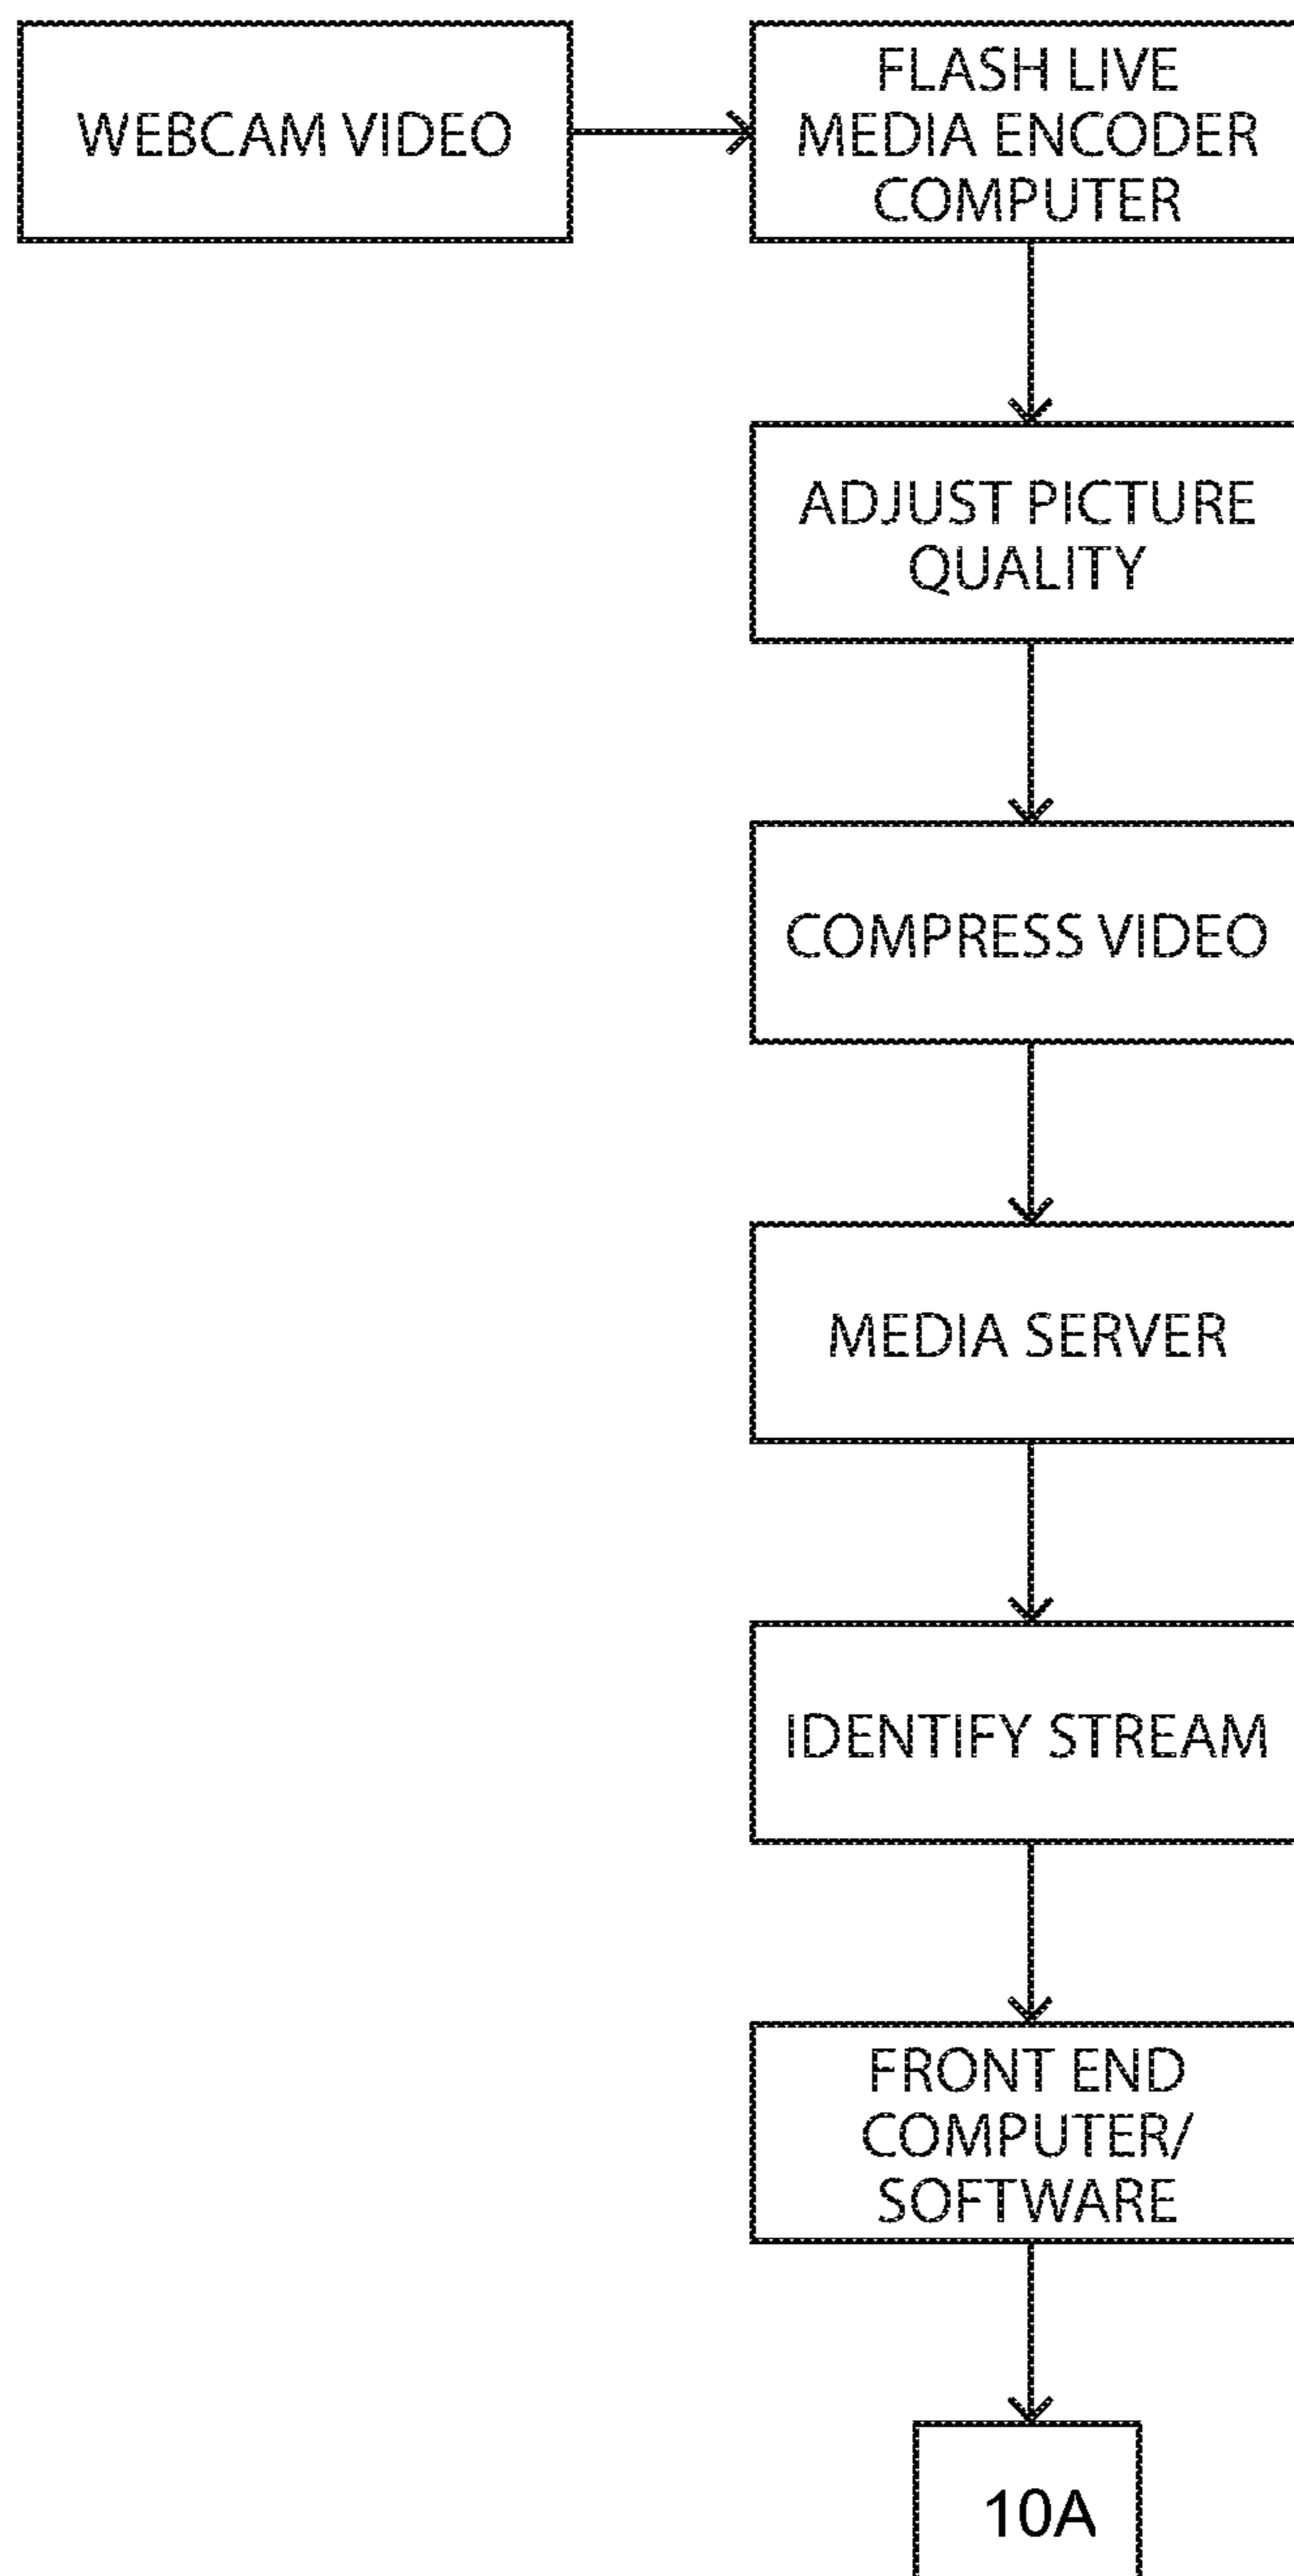 WEBCAM VIDEO
FLASH LIVE
MEDIA ENCODER
COMPUTER
ADJUST PICTURE
QUALITY
COMPRESS VIDEO
MEDIA SERVER
IDENTIFY STREAM
FRONT END
COMPUTER/
SOFTWARE
10A